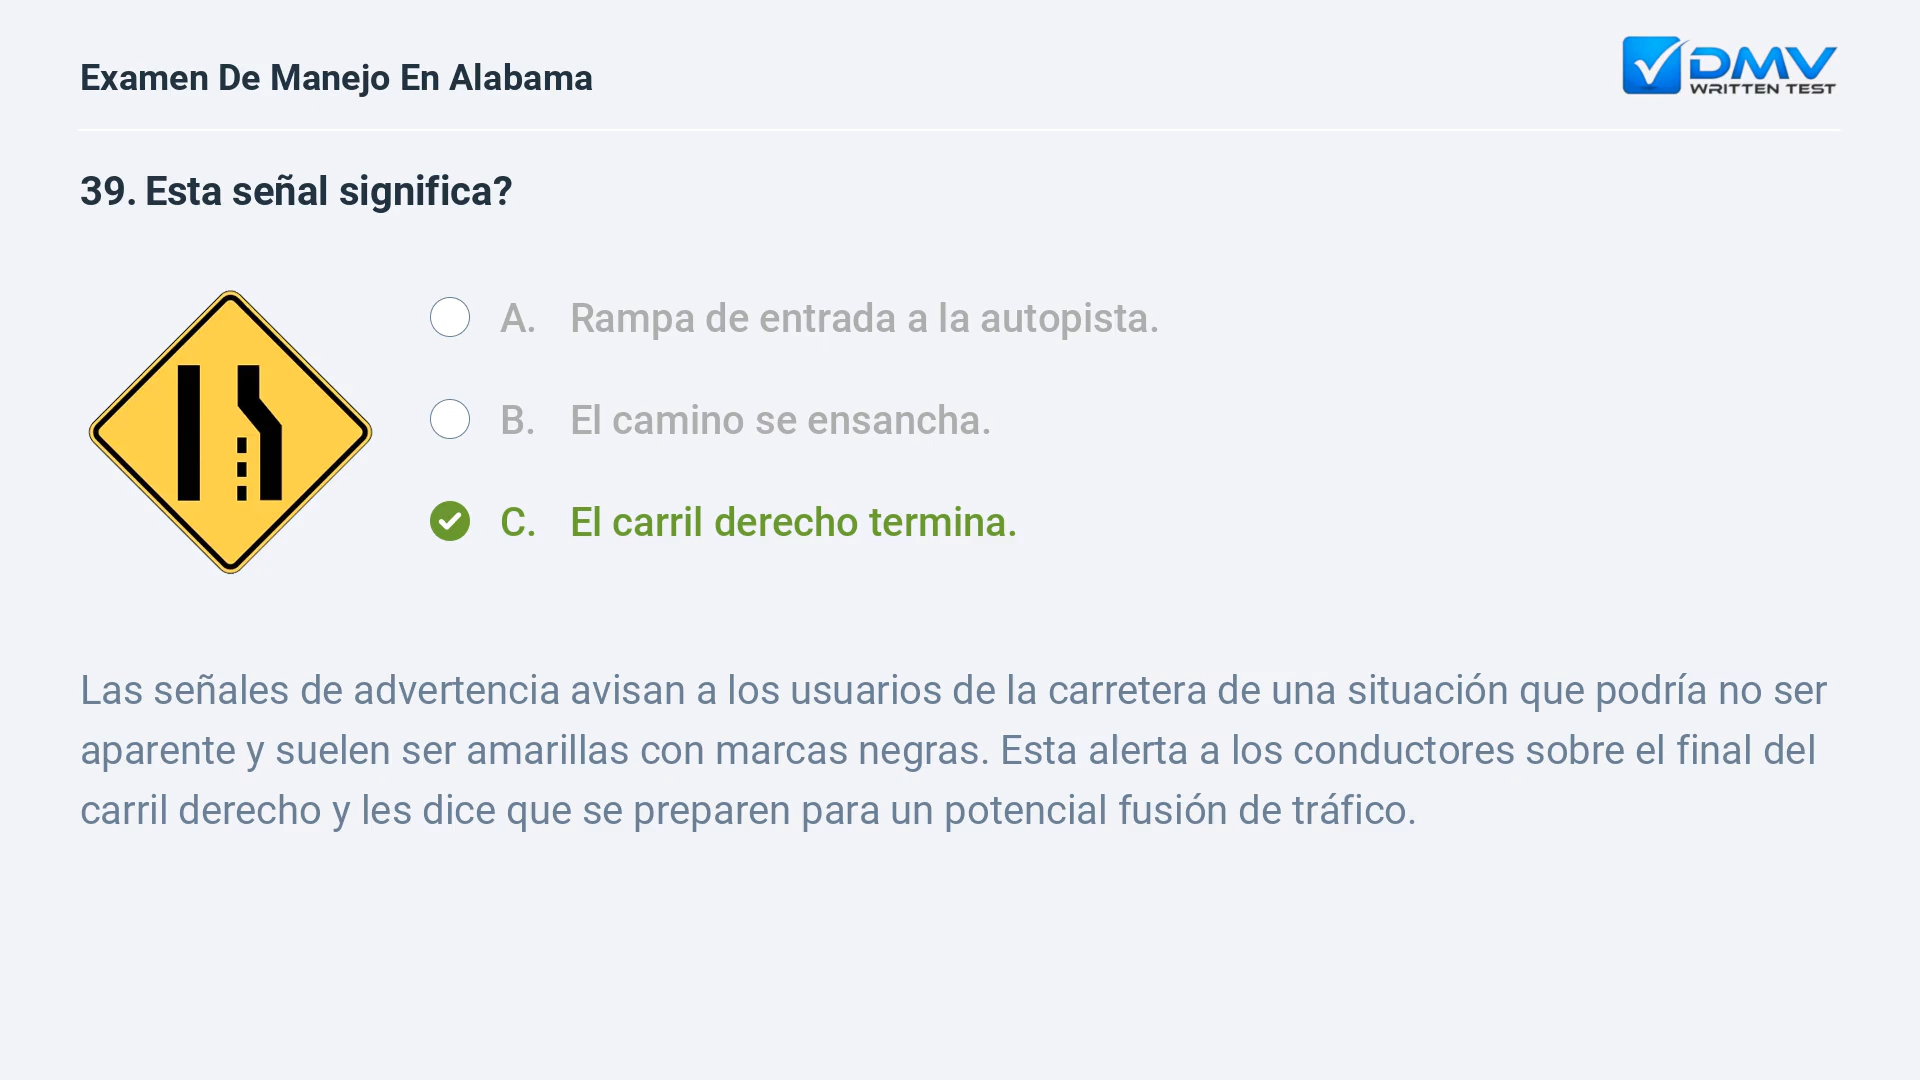 Examen De Manejo En Alabama
DMV
WRITTEN TEST
39. Esta señal significa?
A. Rampa de entrada a la autopista.
B. El camino se ensancha.
C. El carril derecho termina.
Las señales de advertencia avisan a los usuarios de la carretera de una situación que podría no ser
aparente y suelen ser amarillas con marcas negras. Esta alerta a los conductores sobre el final del
carril derecho y les dice que se preparen para un potencial fusión de tráfico.